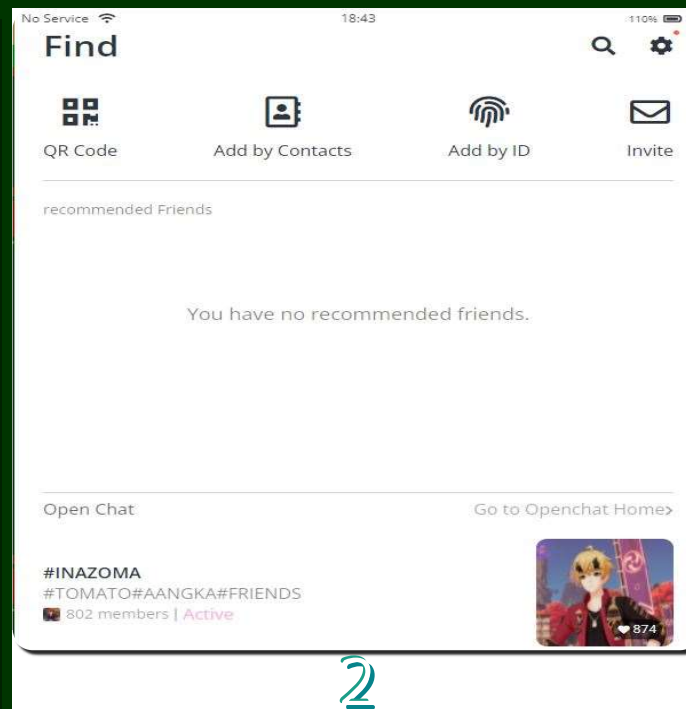 No Service 18:43 110%
Find
QR Code Add by Contacts Add by ID Invite
recommended Friends
You have no recommended friends.
Open Chat Go to Openchat Home>
#INAZOMA
#TOMATO#AANGKA#FRIENDS
802 members | Active
874
2